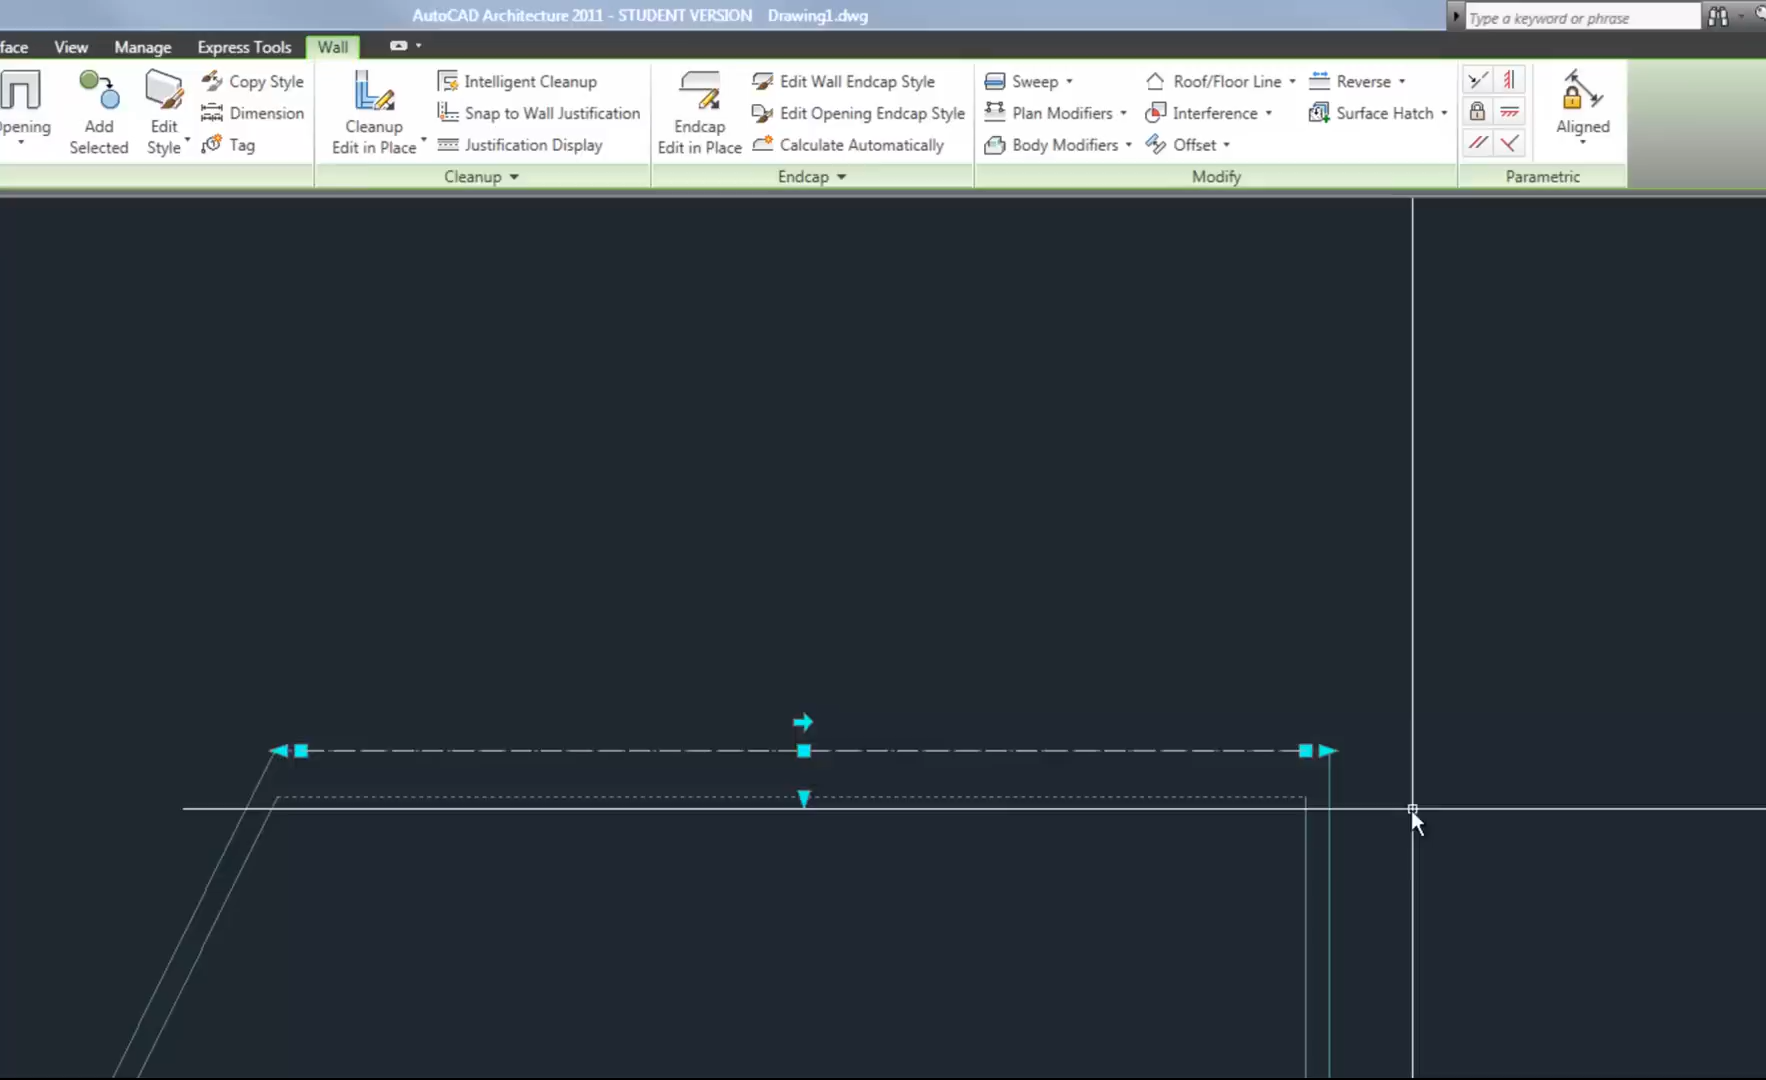 AutoCAD Architecture 2011 - STUDENT VERSION Drawing1.dwg
Type a keyword or phrase
face View Manage Express Tools Wall
Opening
Add Selected
Edit Style
Copy Style
Dimension
Tag
Cleanup Edit in Place
Intelligent Cleanup
Snap to Wall Justification
Justification Display
Cleanup
Endcap Edit in Place
Edit Wall Endcap Style
Edit Opening Endcap Style
Calculate Automatically
Endcap
Sweep
Plan Modifiers
Body Modifiers
Roof/Floor Line
Interference
Offset
Reverse
Surface Hatch
Modify
Aligned
Parametric